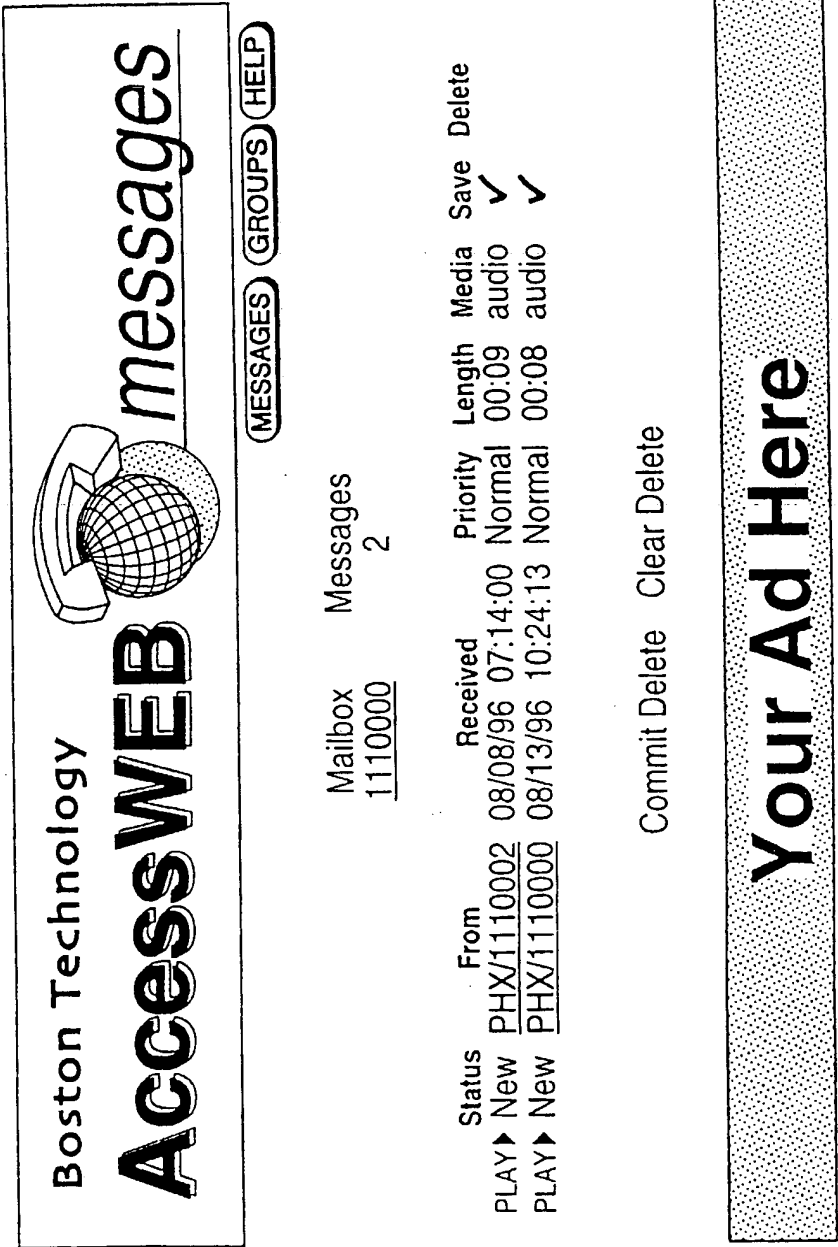 Boston Technology
AccessWEB messages
MESSAGES GROUPS HELP
Mailbox Messages
1110000 2
Status From Received Priority Length Media Save Delete
PLAY▶ New PHX/1110002 08/08/96 07:14:00 Normal 00:09 audio ✓
PLAY▶ New PHX/1110000 08/13/96 10:24:13 Normal 00:08 audio ✓
Commit Delete Clear Delete
Your Ad Here